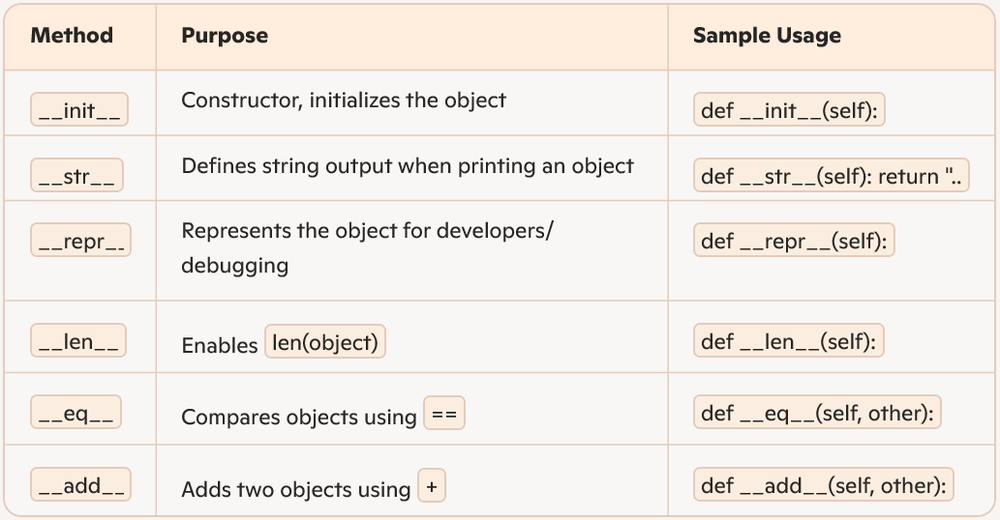 Method Purpose Sample Usage
__init__ Constructor, initializes the object def __init__(self):
__str__ Defines string output when printing an object def __str__(self): return "..
__repr__ Represents the object for developers/ def __repr__(self):
debugging
__len__ Enables len(object) def __len__(self):
__eq__ Compares objects using == def __eq__(self, other):
__add__ Adds two objects using + def __add__(self, other):